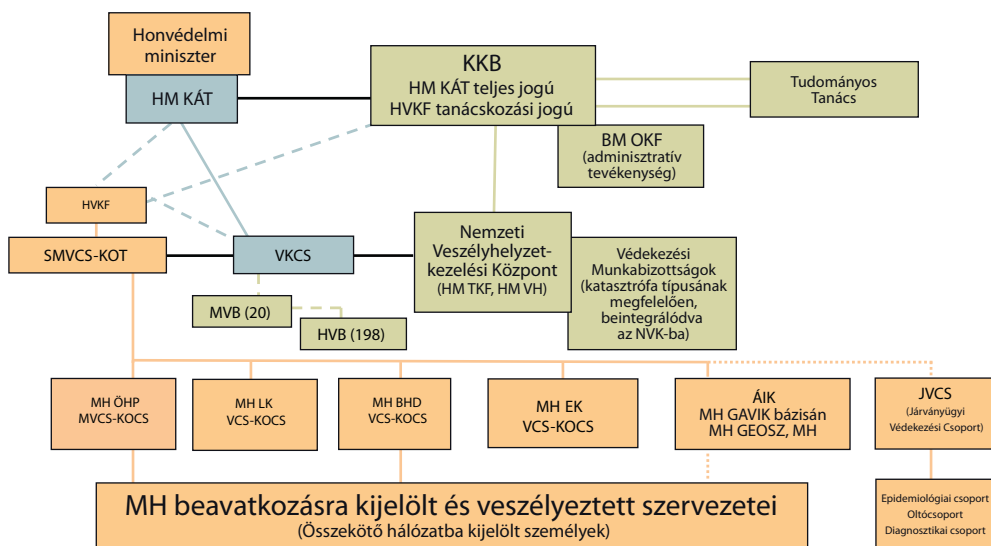 Honvédelmi
miniszter
HM KÁT
KKB
HM KÁT teljes jogú
HVKF tanácskozási jogú
Tudományos
Tanács
BM OKF
(adminisztratív
tevékenység)
HVKF
SMVCS-KOT
VKCS
Nemzeti
Veszélyhelyzet-
kezelési Központ
(HM TKF, HM VH)
Védekezési
Munkabizottságok
(katasztrófa típusának
megfelelően,
beintegrálódva
az NVK-ba)
MVB (20)
HVB (198)
MH ÖHP
MVCS-KOCS
MH LK
VCS-KOCS
MH BHD
VCS-KOCS
MH EK
VCS-KOCS
ÁIK
MH GAVIK bázisán
MH GEOSZ, MH
JVCS
(Járványügyi
Védekezési Csoport)
MH beavatkozásra kijelölt és veszélyeztett szervezetei
(Összekötő hálózatba kijelölt személyek)
Epidemiológiai csoport
Oltócsoport
Diagnosztikai csoport